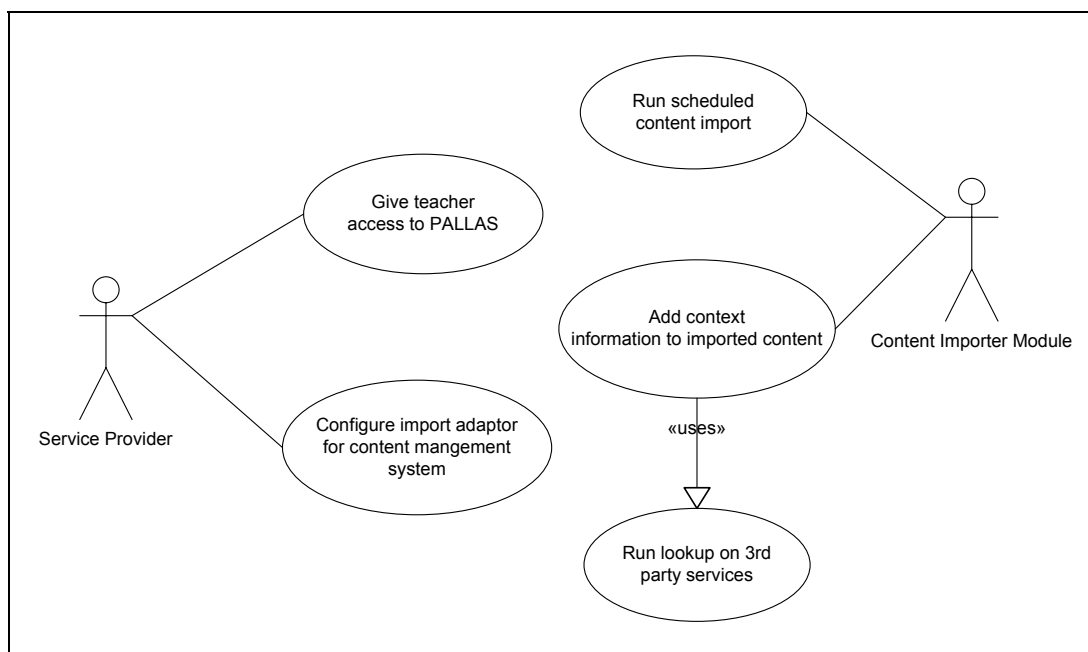 Run scheduled
content import
Give teacher
access to PALLAS
Add context
information to imported content
Content Importer Module
«uses»
Service Provider
Configure import adaptor
for content mangement
system
Run lookup on 3rd
party services